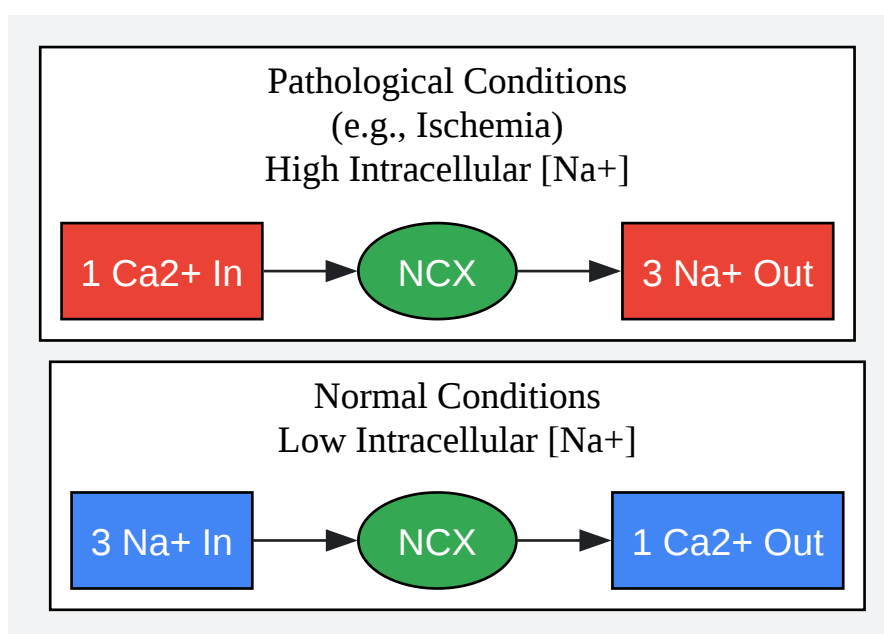 Pathological Conditions
(e.g., Ischemia)
High Intracellular [Na+]
1 Ca2+ In
NCX
3 Na+ Out
Normal Conditions
Low Intracellular [Na+]
3 Na+ In
NCX
1 Ca2+ Out